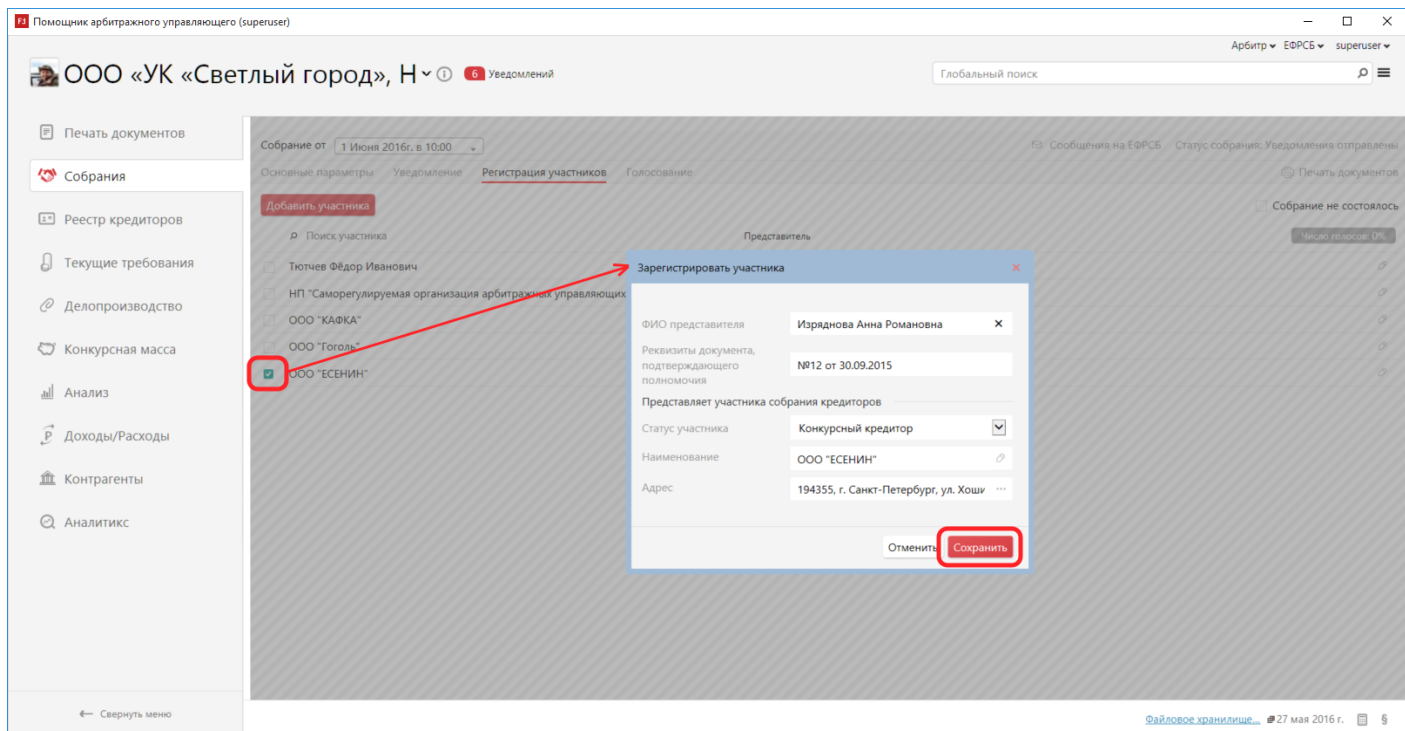 Помощник арбитражного управляющего (superuser)
Арбитр ЕФРСБ superuser
ООО «УК «Светлый город», Н 6 Уведомлений
Глобальный поиск
Печать документов
Собрания
Реестр кредиторов
Текущие требования
Делопроизводство
Конкурсная масса
Анализ
Доходы/Расходы
Контрагенты
Аналитикс
Свернуть меню
Собрание от 1 Июня 2016г. в 10:00
Сообщения на ЕФРСБ Статус собрания: Уведомления отправлены
Основные параметры Уведомление Регистрация участников Голосование
Печать документов
Добавить участника
Собрание не состоялось
Поиск участника Представитель Число голосов: 0%
Тютчев Фёдор Иванович
НП "Саморегулируемая организация арбитражных управляющих
ООО "КАФКА"
ООО "Гоголь"
ООО "ЕСЕНИН"
Зарегистрировать участника
ФИО представителя Изряднова Анна Романовна
Реквизиты документа,
подтверждающего
полномочия
№12 от 30.09.2015
Представляет участника собрания кредиторов
Статус участника Конкурсный кредитор
Наименование ООО "ЕСЕНИН"
Адрес 194355, г. Санкт-Петербург, ул. Хоши
Отменить Сохранить
Файловое хранилище... 27 мая 2016 г. §